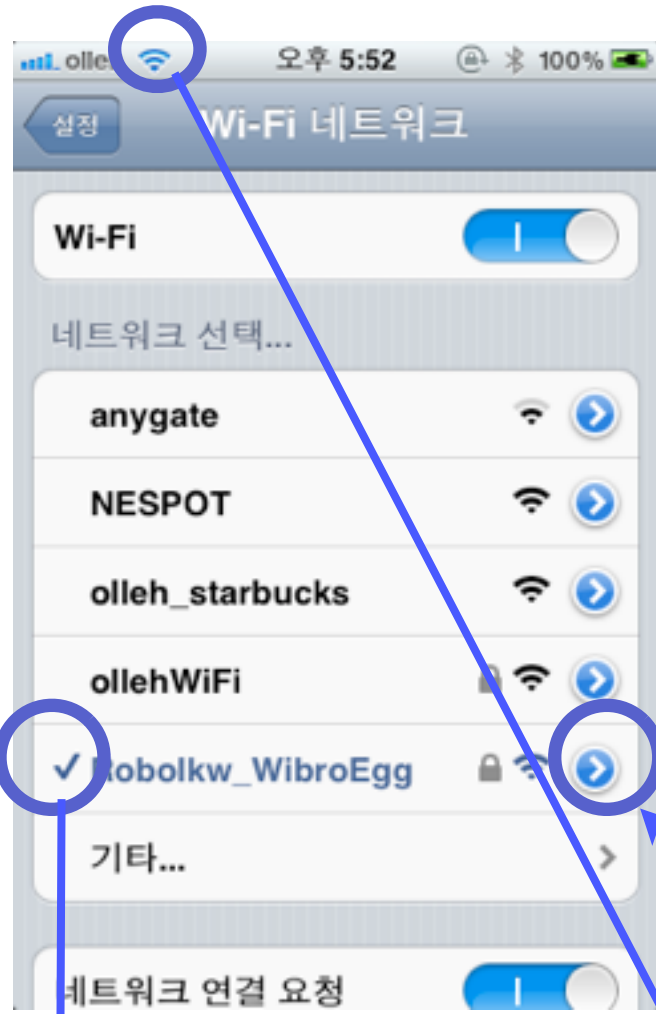 olle 오후 5:52 100%
설정 Wi-Fi 네트워크
Wi-Fi
네트워크 선택...
anygate
NESPOT
olleh_starbucks
ollehWiFi
Robolkw_WibroEgg
기타...
네트워크 연결 요청